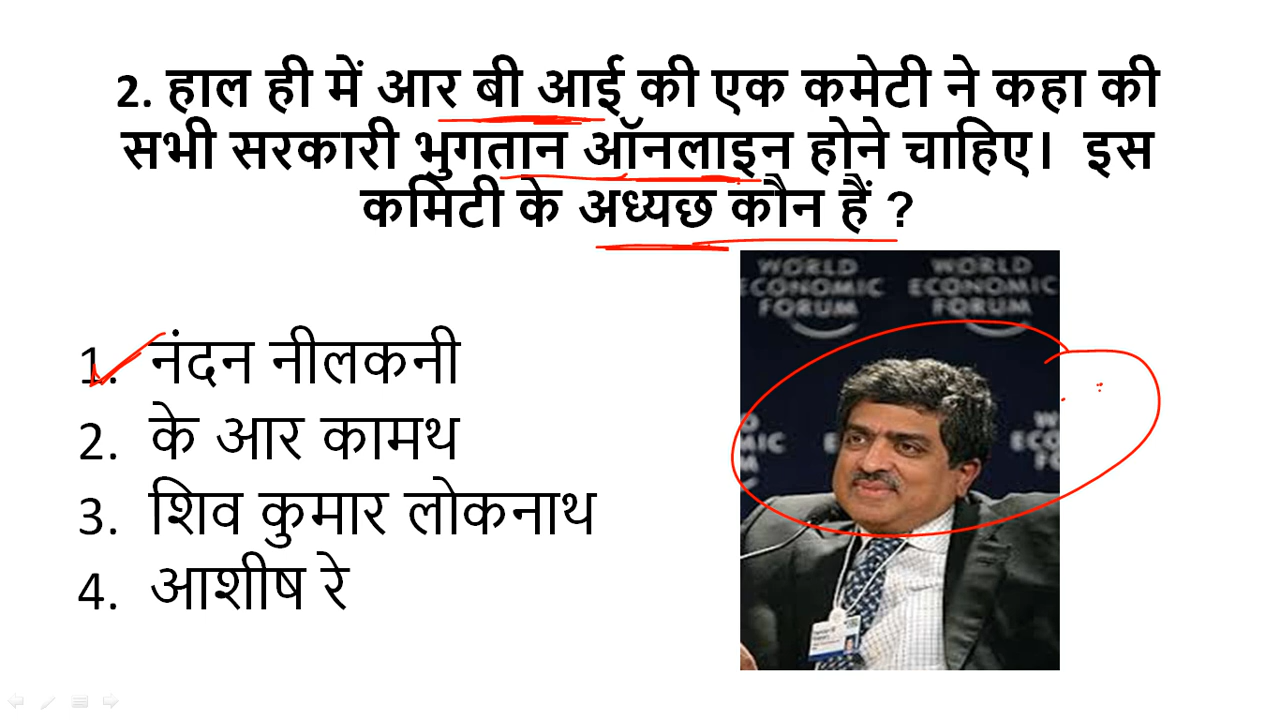 2. हाल ही में आर बी आई की एक कमेटी ने कहा की
सभी सरकारी भुगतान ऑनलाइन होने चाहिए। इस
कमिटी के अध्यछ कौन हैं ?
WORLD ECONOMIC FORUM
WORLD ECONOMIC FORUM
1. नंदन नीलकनी
2. के आर कामथ
3. शिव कुमार लोकनाथ
4. आशीष रे